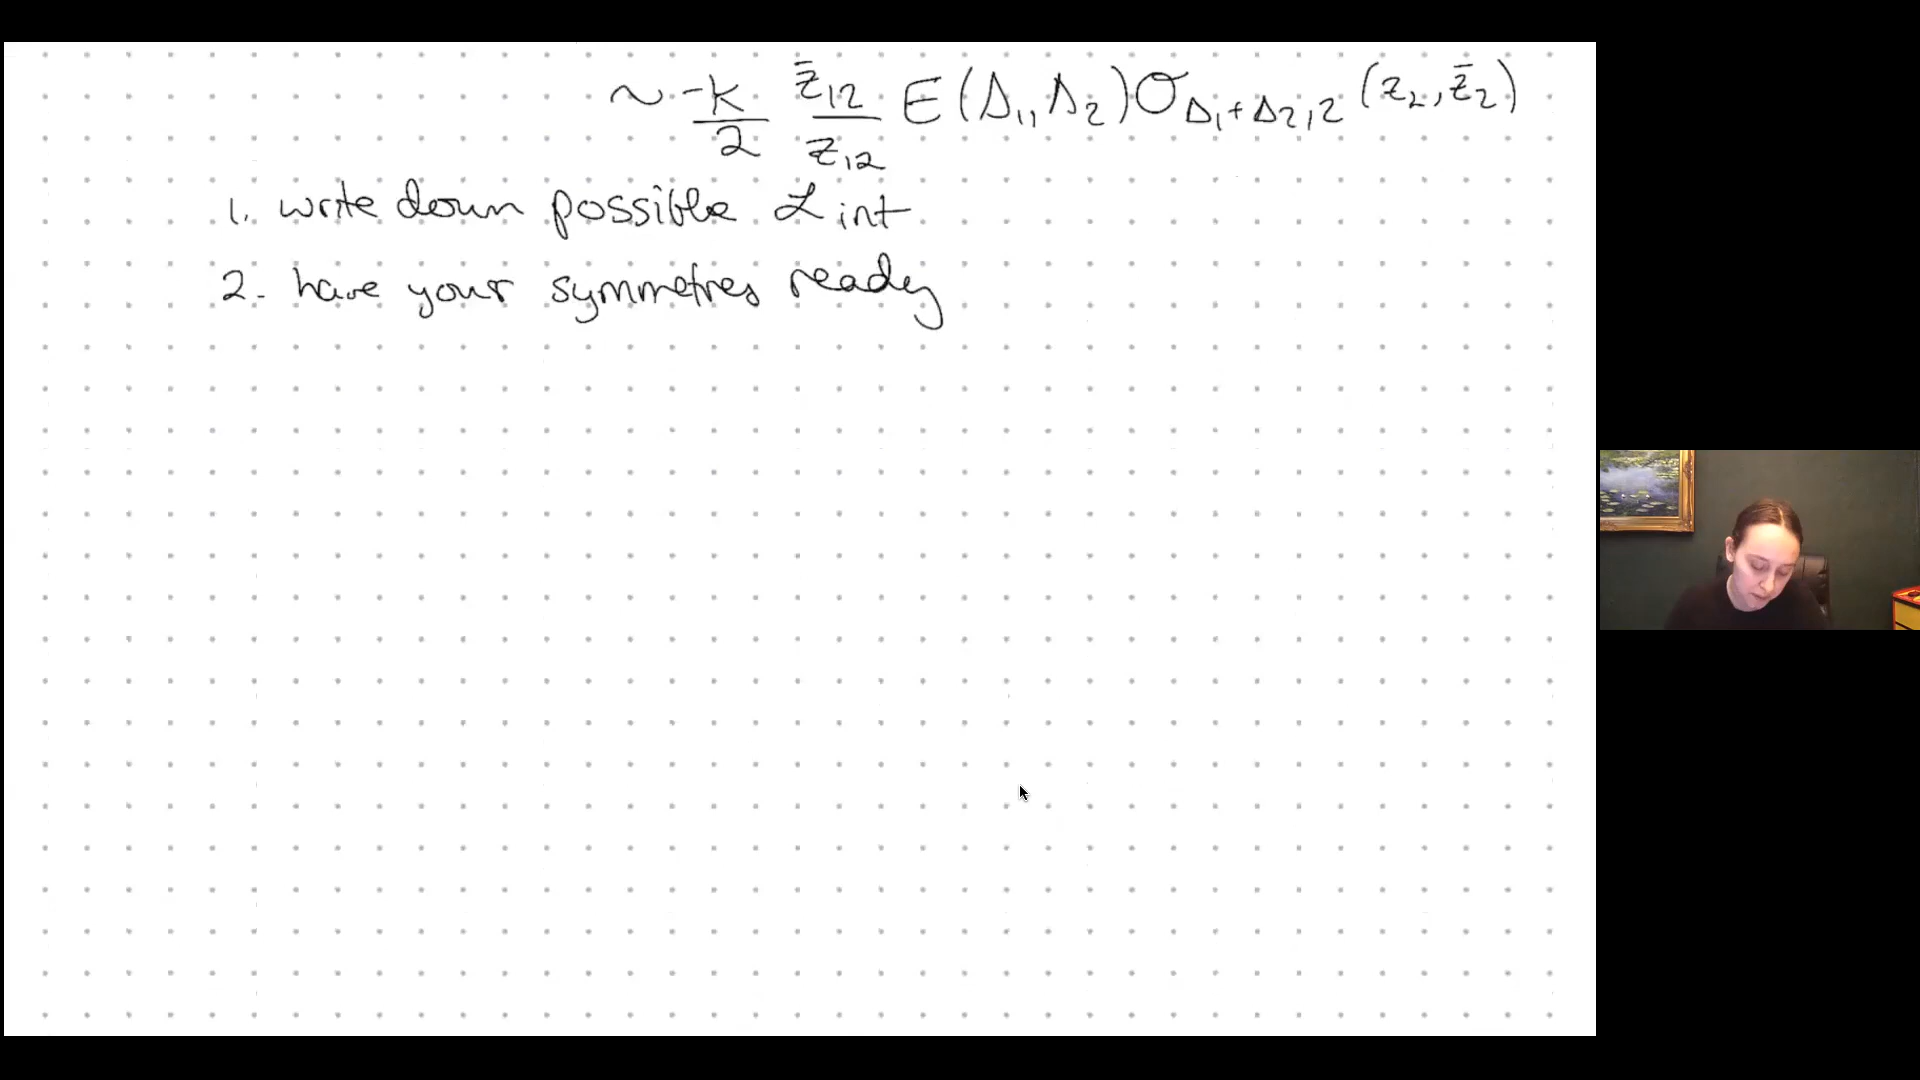 ~ -K/2 z̄₁₂/z₁₂ E(Δ₁,Δ₂)O_{Δ₁+Δ₂,2}(z₂,z̄₂)
1. write down possible ℒ int
2. have your symmetres ready